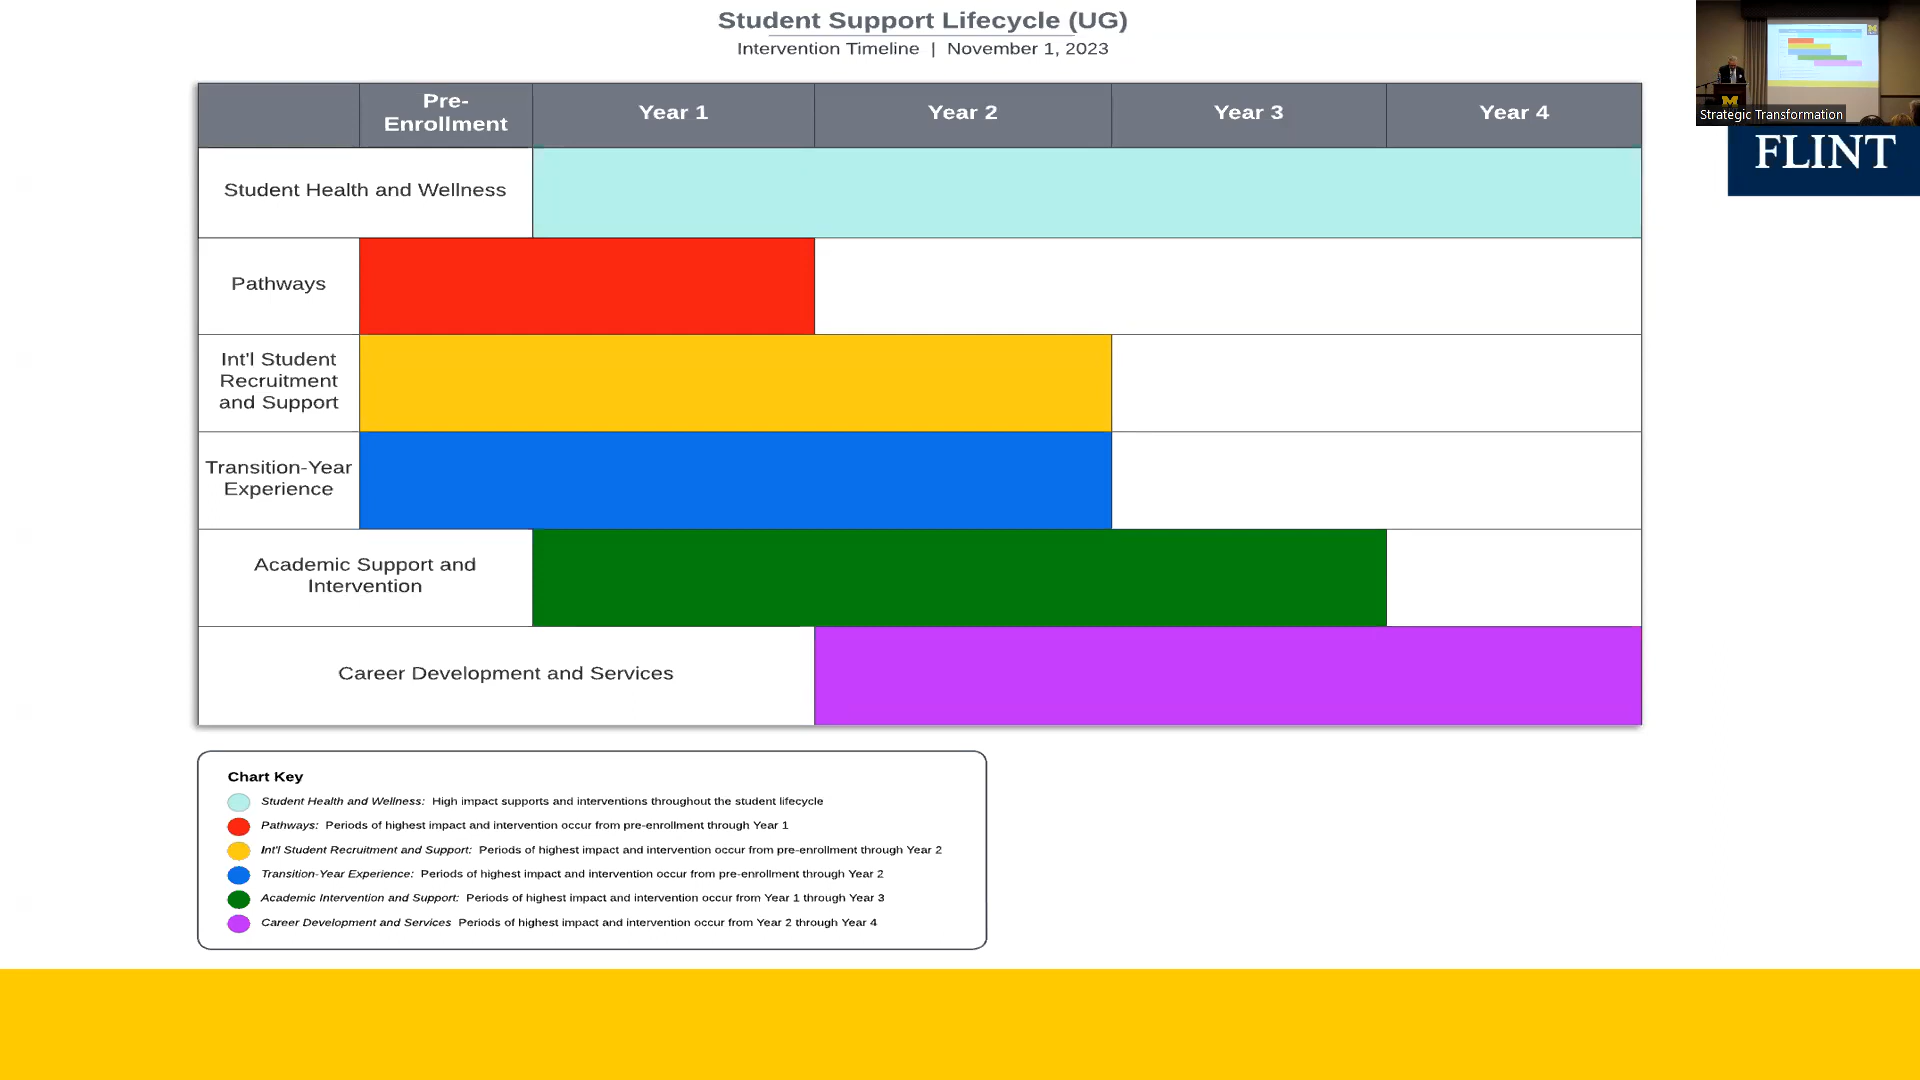 Student Support Lifecycle (UG)
Intervention Timeline | November 1, 2023
Pre-
Enrollment
Year 1
Year 2
Year 3
Year 4
Student Health and Wellness
Pathways
Int'l Student
Recruitment
and Support
Transition-Year
Experience
Academic Support and
Intervention
Career Development and Services
Chart Key
Student Health and Wellness: High impact supports and interventions throughout the student lifecycle
Pathways: Periods of highest impact and intervention occur from pre-enrollment through Year 1
Int'l Student Recruitment and Support: Periods of highest impact and intervention occur from pre-enrollment through Year 2
Transition-Year Experience: Periods of highest impact and intervention occur from pre-enrollment through Year 2
Academic Intervention and Support: Periods of highest impact and intervention occur from Year 1 through Year 3
Career Development and Services Periods of highest impact and intervention occur from Year 2 through Year 4
M
Strategic Transformation
FLINT